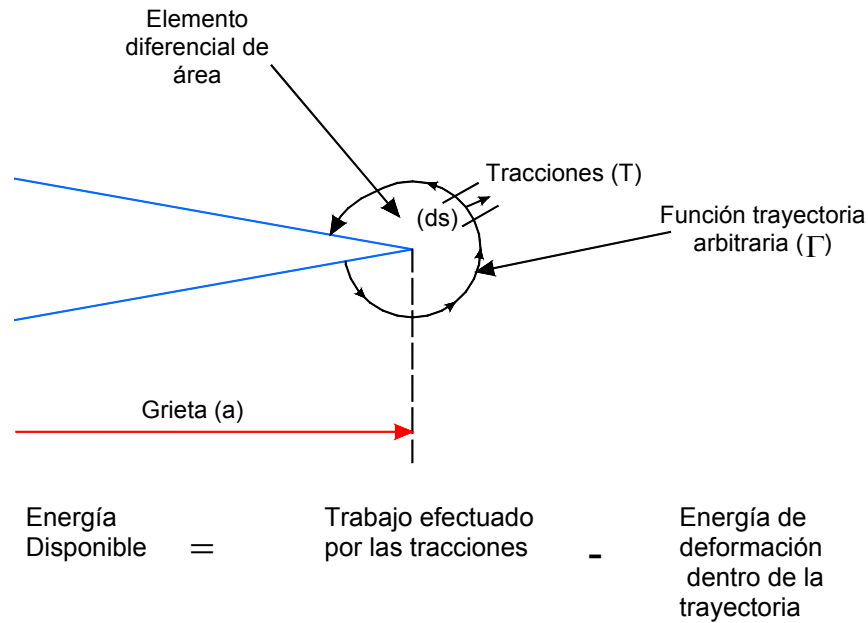 Elemento
diferencial de
área
Tracciones (T)
(ds)
Función trayectoria
arbitraria (Γ)
Grieta (a)
Energía
Disponible
=
Trabajo efectuado
por las tracciones
-
Energía de
deformación
dentro de la
trayectoria